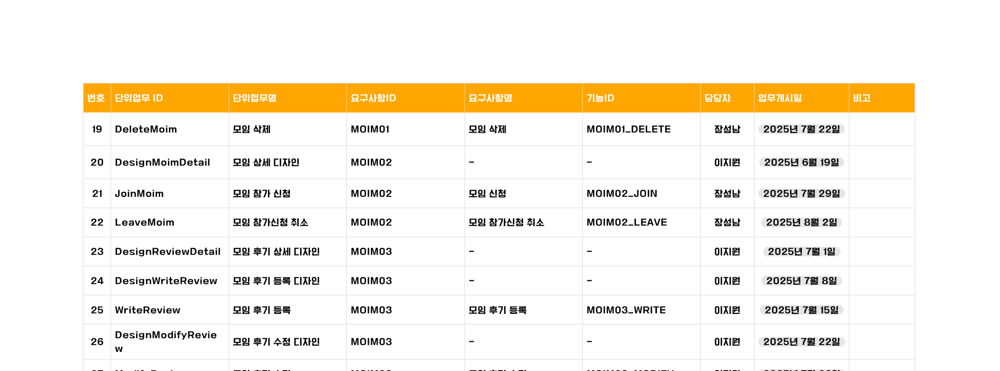 번호 단위업무 ID 단위업무명 요구사항ID 요구사항명 기능ID 담당자 업무개시일 비고
19 DeleteMoim 모임 삭제 MOIM01 모임 삭제 MOIM01_DELETE 장성남 2025년 7월 22일
20 DesignMoimDetail 모임 상세 디자인 MOIM02 - - 이지원 2025년 6월 19일
21 JoinMoim 모임 참가 신청 MOIM02 모임 신청 MOIM02_JOIN 장성남 2025년 7월 29일
22 LeaveMoim 모임 참가신청 취소 MOIM02 모임 참가신청 취소 MOIM02_LEAVE 장성남 2025년 8월 2일
23 DesignReviewDetail 모임 후기 상세 디자인 MOIM03 - - 이지원 2025년 7월 1일
24 DesignWriteReview 모임 후기 등록 디자인 MOIM03 - - 이지원 2025년 7월 8일
25 WriteReview 모임 후기 등록 MOIM03 모임 후기 등록 MOIM03_WRITE 이지원 2025년 7월 15일
26 DesignModifyRevie
w 모임 후기 수정 디자인 MOIM03 - - 이지원 2025년 7월 22일